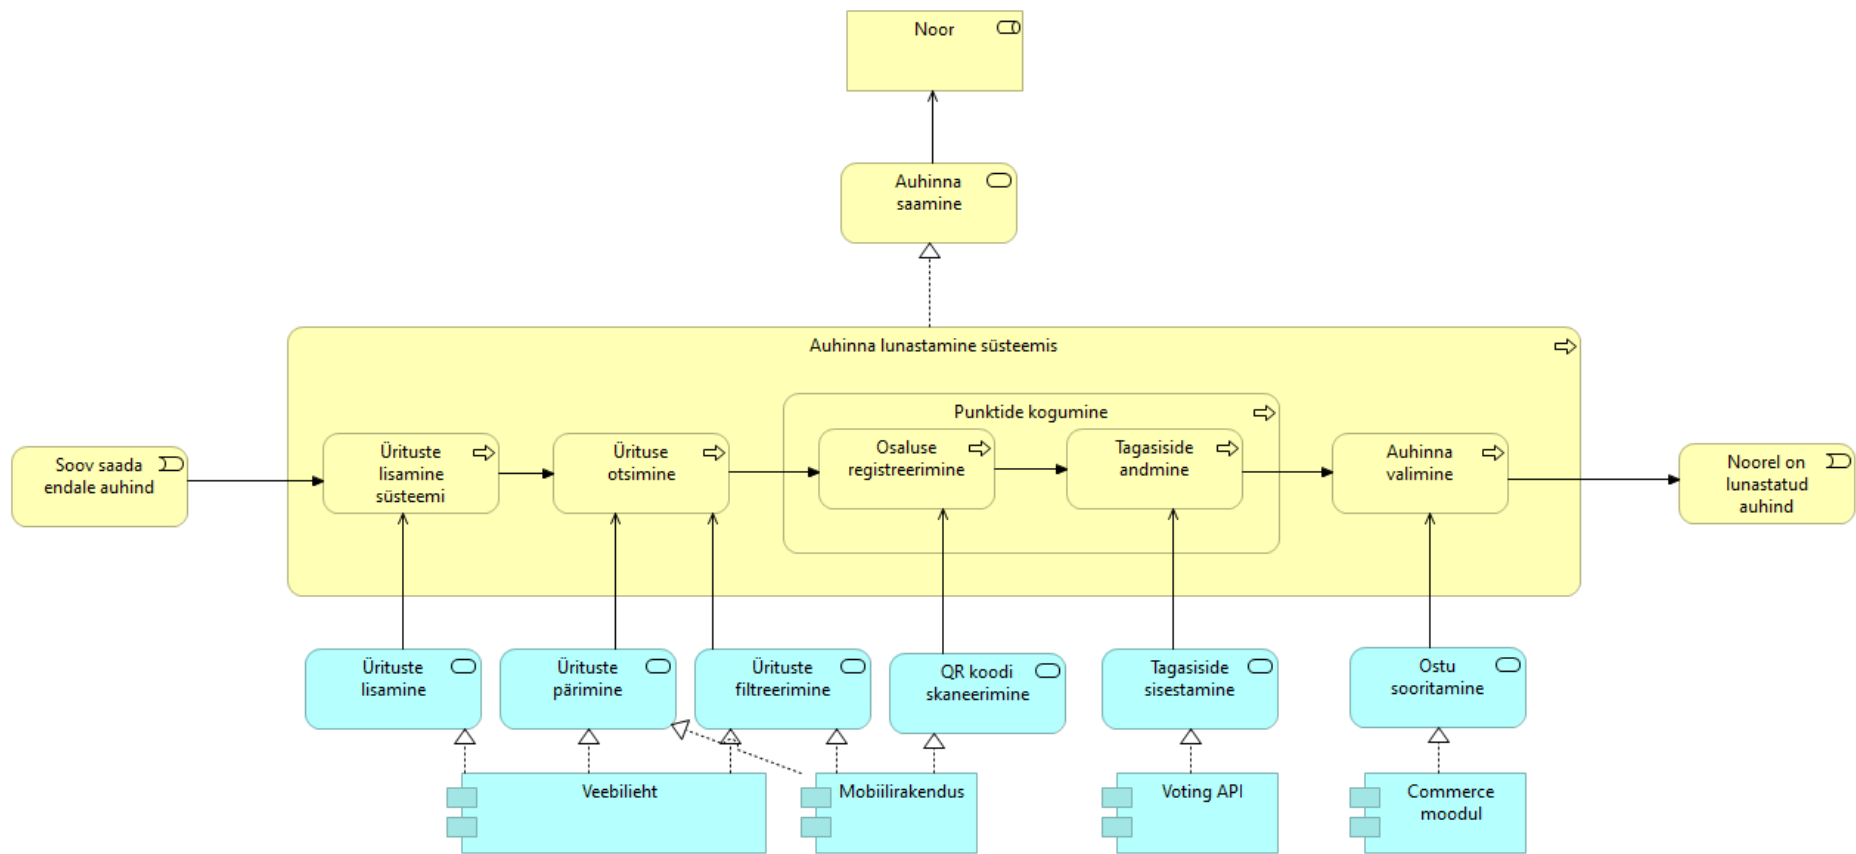 Noor
Auhinna
saamine
Auhinna lunastamine süsteemis
Punktide kogumine
Soov saada
endale auhind
Ürituste
lisamine
süsteemi
Ürituse
otsimine
Osaluse
registreerimine
Tagasiside
andmine
Auhinna
valimine
Noorel on
lunastatud
auhind
Ürituste
lisamine
Ürituste
pärimine
Ürituste
filtreerimine
QR koodi
skaneerimine
Tagasiside
sisestamine
Ostu
sooritamine
Veebilieht
Mobiilirakendus
Voting API
Commerce
moodul